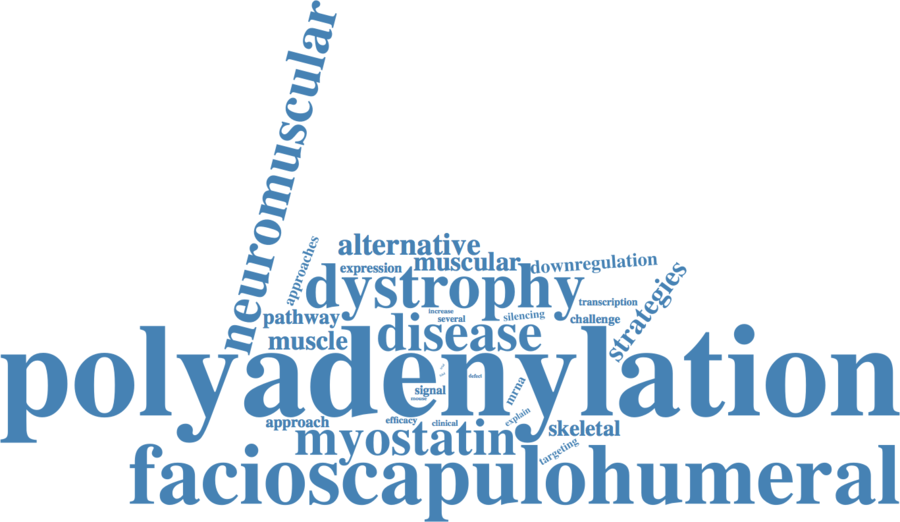 neuromuscular
alternative
approaches
expression
muscular
downregulation
dystrophy
strategies
transcription
increase
pathway
several
silencing
challenge
muscle
disease
polyadenylation
defect
signal
mrna
efficacy
clinical
explain
approach
myostatin
skeletal
targeting
facioscapulohumeral